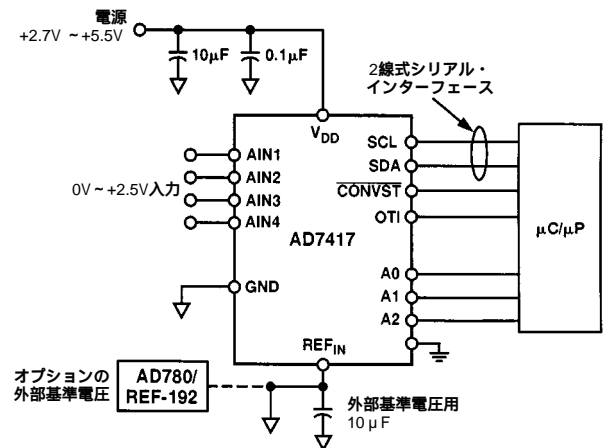 電源
+2.7V ~ +5.5V
10μF
0.1μF
2線式シリアル・
インターフェース
VDD
SCL
SDA
CONVST
OTI
A0
A1
A2
AIN1
AIN2
AIN3
AIN4
0V ~ +2.5V入力
AD7417
GND
REFIN
μC/μP
オプションの
外部基準電圧
AD780/
REF-192
外部基準電圧用
10μF